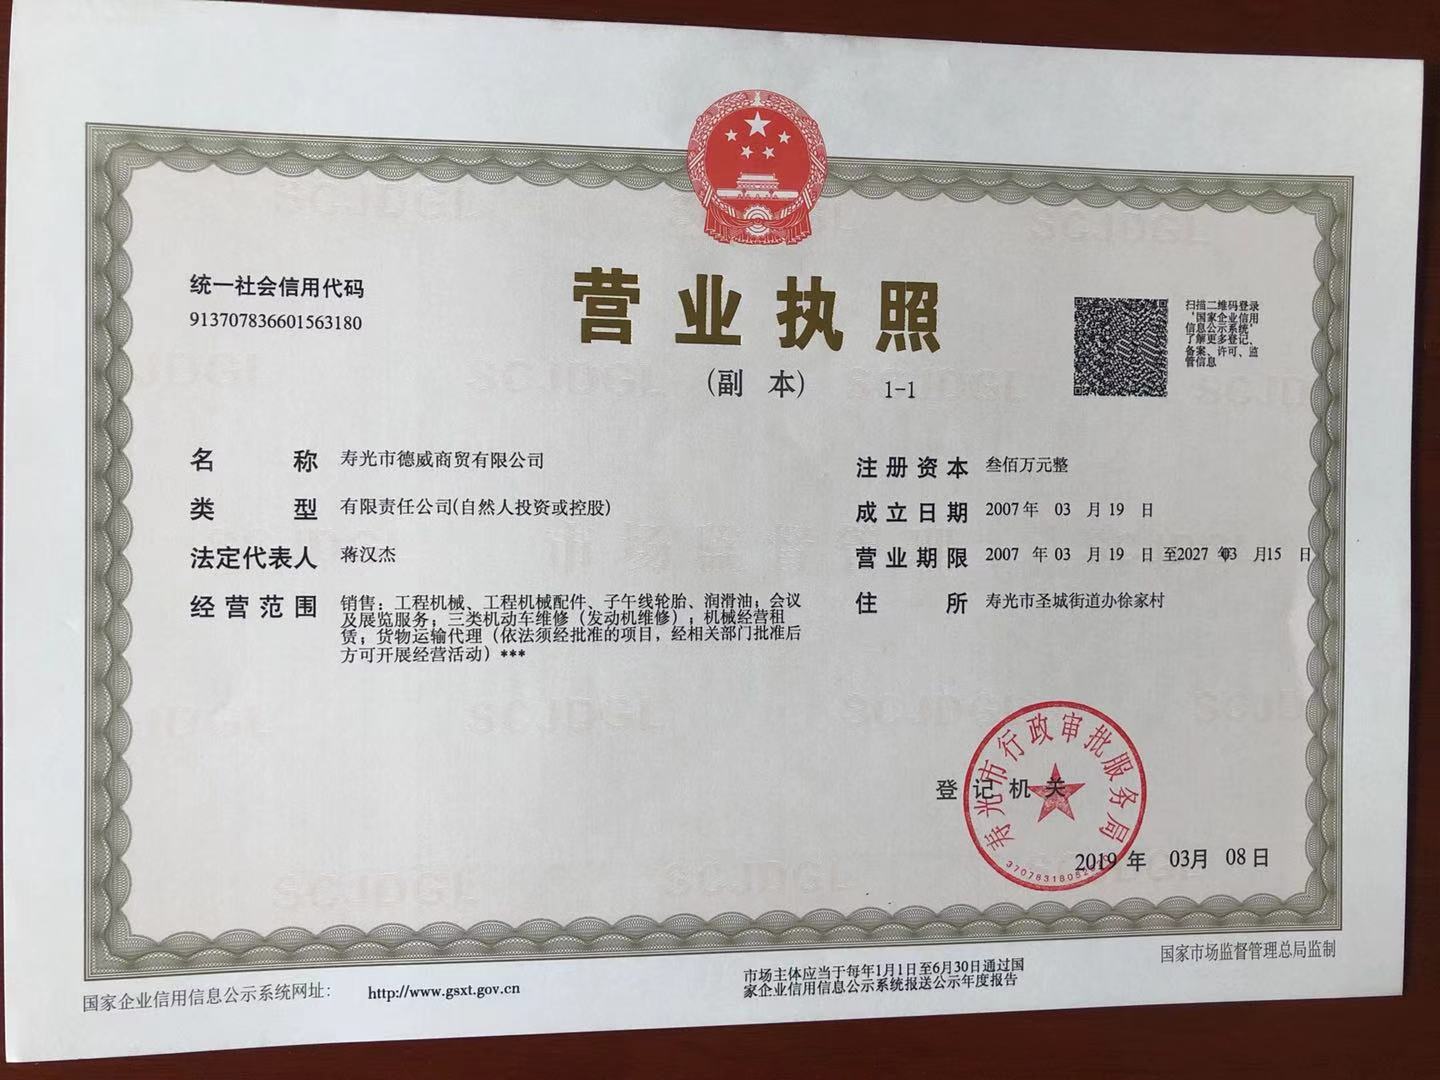 统一社会信用代码
913707836601563180
营业执照
(副 本) 1-1
扫描二维码登录
'国家企业信用
信息公示系统'
了解更多登记、
备案、许可、监
管信息
名 称 寿光市德威商贸有限公司
类 型 有限责任公司(自然人投资或控股)
法定代表人 蒋汉杰
经营范围 销售：工程机械、工程机械配件、子午线轮胎、润滑油；会议
及展览服务；三类机动车维修（发动机维修）；机械经营租
赁；货物运输代理（依法须经批准的项目，经相关部门批准后
方可开展经营活动）***
注册资本 叁佰万元整
成立日期 2007年 03 月 19 日
营业期限 2007 年 03 月 19 日 至2027 年03 月15 日
住 所 寿光市圣城街道办徐家村
登记机关
寿光市行政审批服务局
2019 年 03月 08日
国家企业信用信息公示系统网址： http://www.gsxt.gov.cn
市场主体应当于每年1月1日至6月30日通过国
家企业信用信息公示系统报送公示年度报告
国家市场监督管理总局监制